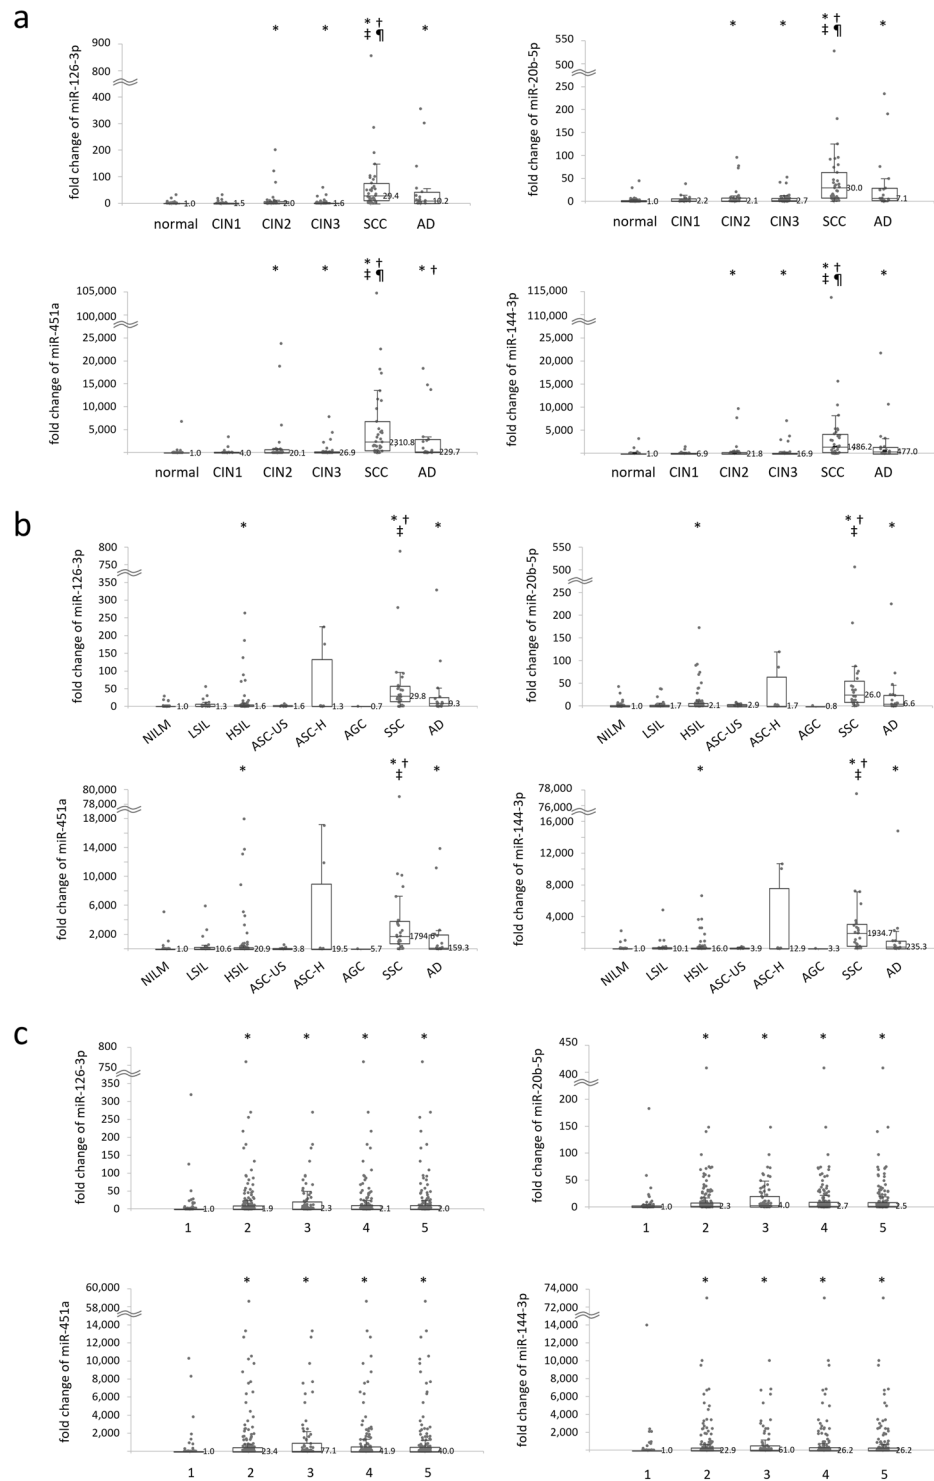 a
* * * † ‡ ¶ *
fold change of miR-126-3p
900
800
400
300
200
100
0
1.0 1.5 2.0 1.6 29.4 10.2
normal CIN1 CIN2 CIN3 SCC AD
* * * † ‡ ¶ *
fold change of miR-20b-5p
550
500
250
200
150
100
50
0
1.0 2.2 2.1 2.7 30.0 7.1
normal CIN1 CIN2 CIN3 SCC AD
* * * † ‡ ¶ * †
fold change of miR-451a
105,000
100,000
25,000
20,000
15,000
10,000
5,000
1.0 4.0 20.1 26.9 2310.8 229.7
normal CIN1 CIN2 CIN3 SCC AD
* * * † ‡ ¶ *
fold change of miR-144-3p
115,000
110,000
25,000
20,000
15,000
10,000
5,000
1.0 6.9 21.8 16.9 1486.2 477.0
normal CIN1 CIN2 CIN3 SCC AD
b
* * † ‡ *
fold change of miR-126-3p
800
750
350
300
250
200
150
100
50
0
1.0 1.3 1.6 1.6 1.3 0.7 29.8 9.3
NILM LSIL HSIL ASC-US ASC-H AGC SSC AD
* * † ‡ *
fold change of miR-20b-5p
550
500
250
200
150
100
50
0
1.0 1.7 2.1 2.9 1.7 0.8 26.0 6.6
NILM LSIL HSIL ASC-US ASC-H AGC SSC AD
* * † ‡ *
fold change of miR-451a
80,000
78,000
18,000
14,000
10,000
6,000
2,000
1.0 10.6 20.9 3.8 19.5 5.7 1794.6 159.3
NILM LSIL HSIL ASC-US ASC-H AGC SSC AD
* * † ‡ *
fold change of miR-144-3p
78,000
76,000
16,000
12,000
8,000
4,000
1.0 10.1 16.0 3.9 12.9 3.3 1934.7 235.3
NILM LSIL HSIL ASC-US ASC-H AGC SSC AD
c
* * * *
fold change of miR-126-3p
800
750
350
300
250
200
150
100
50
0
1.0 1.9 2.3 2.1 2.0
1 2 3 4 5
* * * *
fold change of miR-20b-5p
450
400
200
150
100
50
0
1.0 2.3 4.0 2.7 2.5
1 2 3 4 5
* * * *
fold change of miR-451a
60,000
58,000
14,000
12,000
10,000
8,000
6,000
4,000
2,000
1.0 23.4 77.1 41.9 40.0
1 2 3 4 5
* * * *
fold change of miR-144-3p
74,000
72,000
14,000
12,000
10,000
8,000
6,000
4,000
2,000
1.0 22.9 61.0 26.2 26.2
1 2 3 4 5